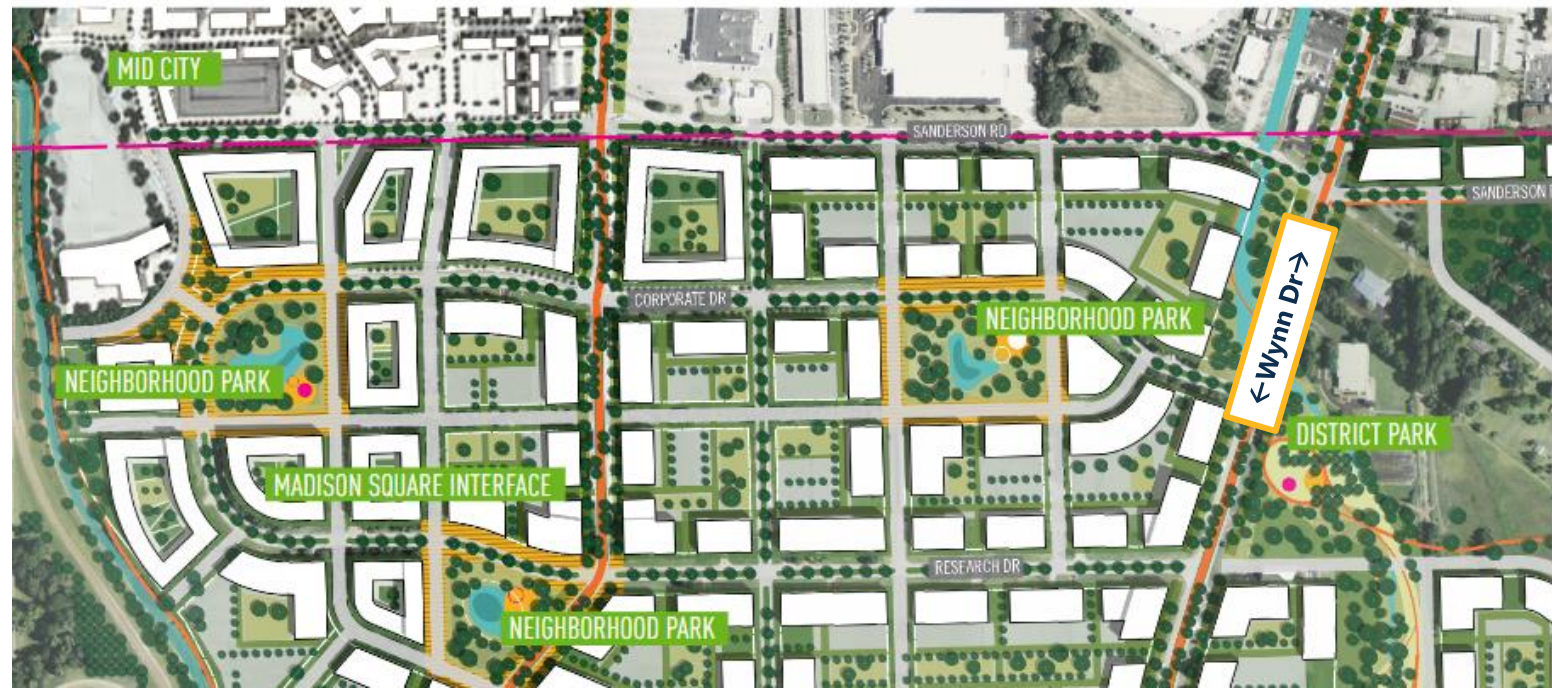 MID CITY
SANDERSON RD
SANDERSON
←Wynn Dr→
CORPORATE DR
NEIGHBORHOOD PARK
NEIGHBORHOOD PARK
DISTRICT PARK
MADISON SQUARE INTERFACE
RESEARCH DR
NEIGHBORHOOD PARK